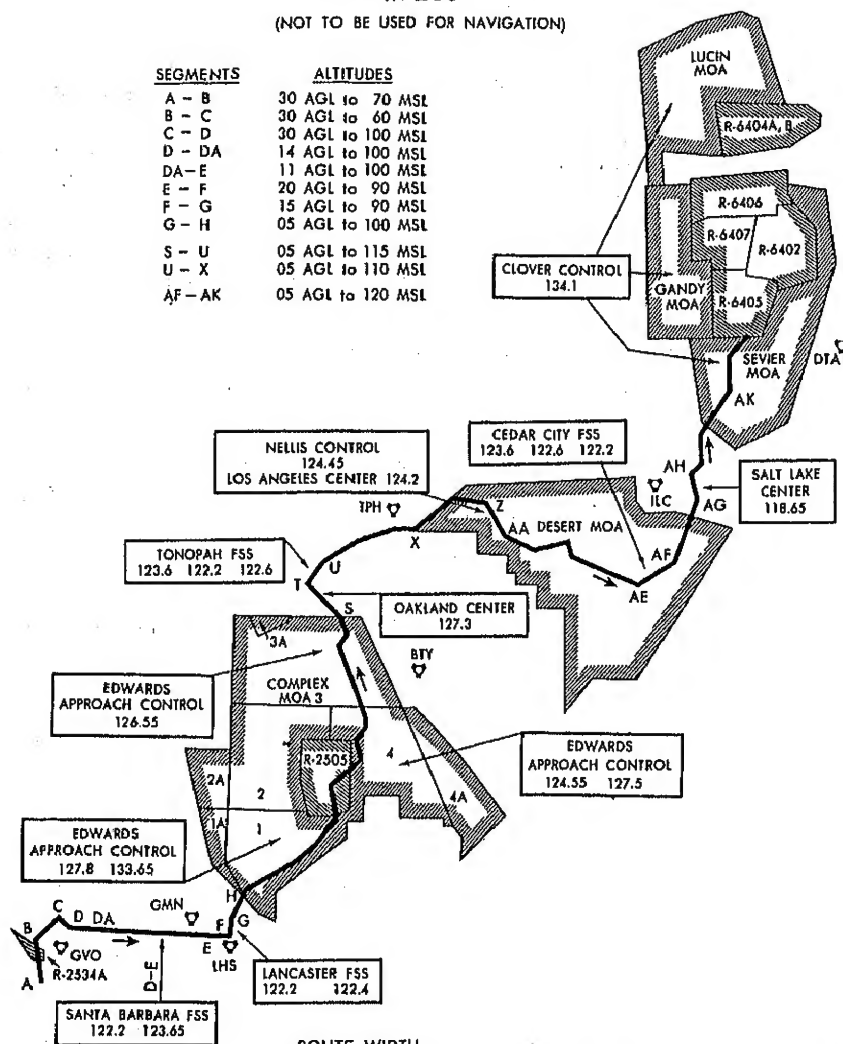 (NOT TO BE USED FOR NAVIGATION)
SEGMENTS ALTITUDES
A - B 30 AGL to 70 MSL
B - C 30 AGL to 60 MSL
C - D 30 AGL to 100 MSL
D - DA 14 AGL to 100 MSL
DA-E 11 AGL to 100 MSL
E - F 20 AGL to 90 MSL
F - G 15 AGL to 90 MSL
G - H 05 AGL to 100 MSL
S - U 05 AGL to 115 MSL
U - X 05 AGL to 110 MSL
AF-AK 05 AGL to 120 MSL
LUCIN
MOA
R-6404A, B
R-6406
R-6407
R-6402
CLOVER CONTROL
134.1
GANDY
MOA
R-6405
SEVIER
MOA
DTA
AK
NELLIS CONTROL
124.45
LOS ANGELES CENTER 124.2
CEDAR CITY FSS
123.6 122.6 122.2
AH
SALT LAKE
CENTER
118.65
ILC
AG
TPH
Z
X
AA
DESERT MOA
AF
AE
TONOPAH FSS
123.6 122.2 122.6
U
T
S
OAKLAND CENTER
127.3
3A
BTY
EDWARDS
APPROACH CONTROL
126.55
COMPLEX
MOA 3
R-2505
4
EDWARDS
APPROACH CONTROL
124.55 127.5
2A
2
4A
1A
1
EDWARDS
APPROACH CONTROL
127.8 133.65
H
C
D
DA
GMN
F
G
B
E
GVO
LHS
R-2534A
A
D-E
LANCASTER FSS
122.2 122.4
SANTA BARBARA FSS
122.2 123.65